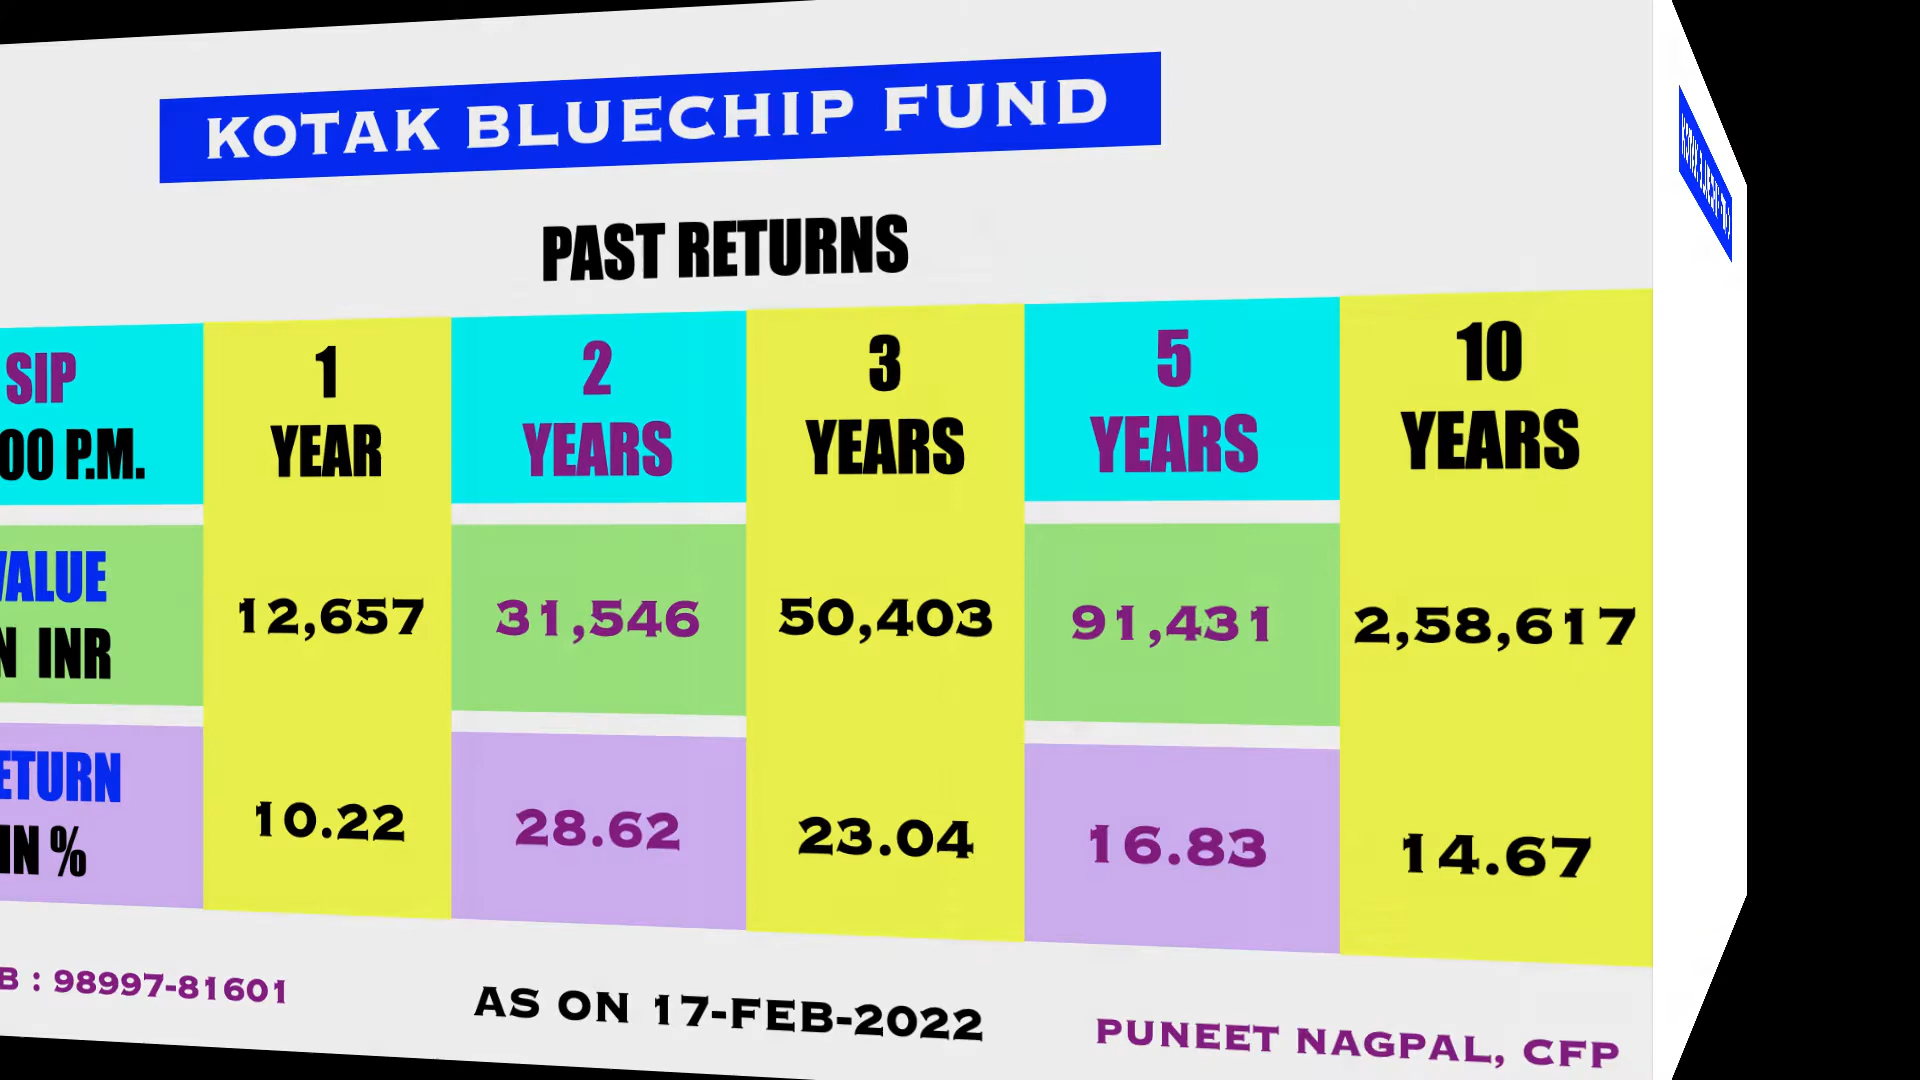 KOTAK BLUECHIP FUND
PAST RETURNS
SIP
00 P.M.
1
YEAR
2
YEARS
3
YEARS
5
YEARS
10
YEARS
VALUE
N INR
12,657
31,546
50,403
91,431
2,58,617
ETURN
IN %
10.22
28.62
23.04
16.83
14.67
B : 98997-81601
AS ON 17-FEB-2022
PUNEET NAGPAL, CFP